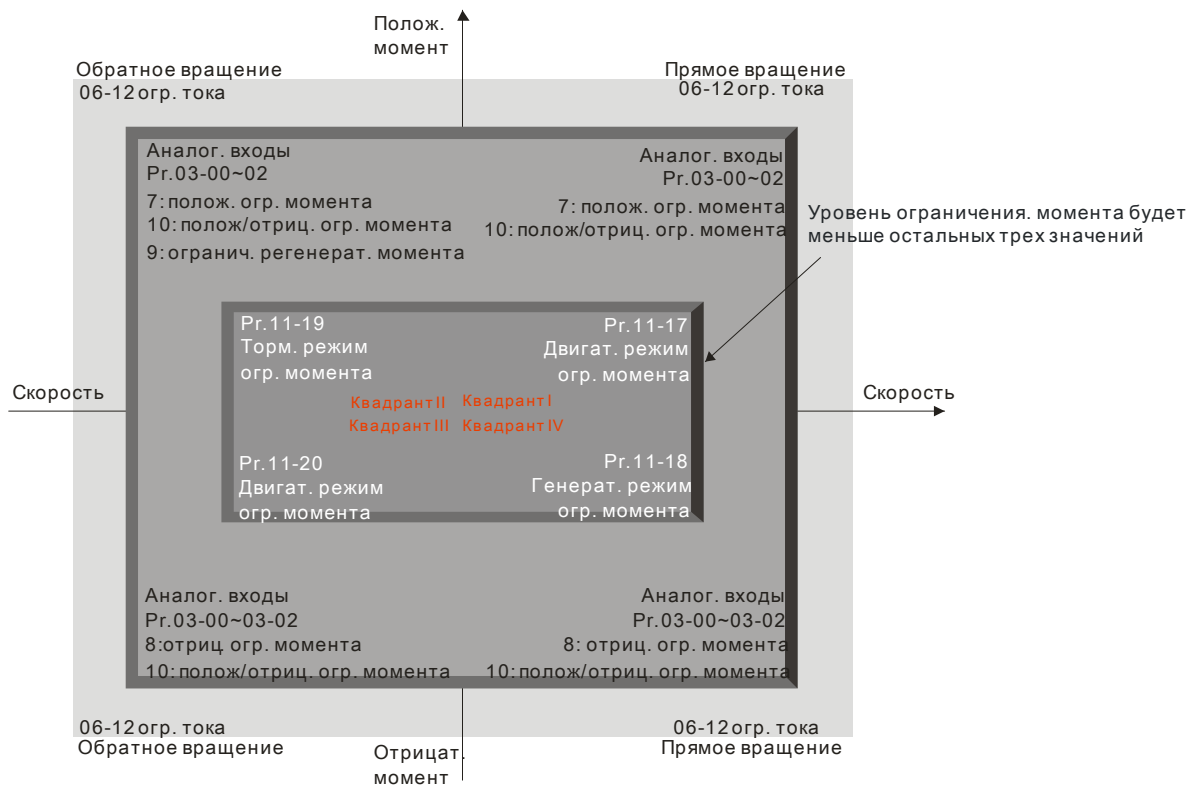 Полож.
момент
Обратное вращение
06-12 огр. тока
Прямое вращение
06-12 огр. тока
Аналог. входы
Pr.03-00~02
7: полож. огр. момента
10: полож/отриц. огр. момента
9: огранич. регенерат. момента
Аналог. входы
Pr.03-00~02
7: полож. огр. момента
10: полож/отриц. огр. момента
Уровень ограничения. момента будет
меньше остальных трех значений
Pr.11-19
Торм. режим
огр. момента
Pr.11-17
Двигат. режим
огр. момента
Скорость
Скорость
Квадрант II Квадрант I
Квадрант III Квадрант IV
Pr.11-20
Двигат. режим
огр. момента
Pr.11-18
Генерат. режим
огр. момента
Аналог. входы
Pr.03-00~03-02
8:отриц огр. момента
10: полож/отриц. огр. момента
Аналог. входы
Pr.03-00~03-02
8: отриц. огр. момента
10: полож/отриц. огр. момента
06-12 огр. тока
Обратное вращение
06-12 огр. тока
Прямое вращение
Отрицат.
момент